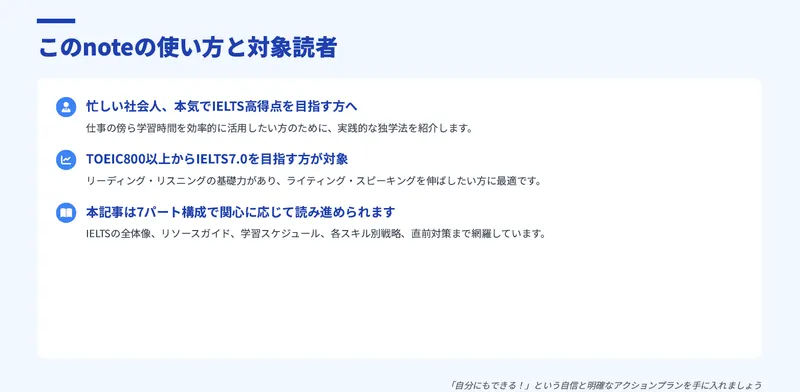 このnoteの使い方と対象読者
忙しい社会人、本気でIELTS高得点を目指す方へ
仕事の傍ら学習時間を効率的に活用したい方のために、実践的な独学法を紹介します。
TOEIC800以上からIELTS7.0を目指す方が対象
リーディング・リスニングの基礎力があり、ライティング・スピーキングを伸ばしたい方に最適です。
本記事は7パート構成で関心に応じて読み進められます
IELTSの全体像、リソースガイド、学習スケジュール、各スキル別戦略、直前対策まで網羅しています。
「自分にもできる！」という自信と明確なアクションプランを手に入れましょう